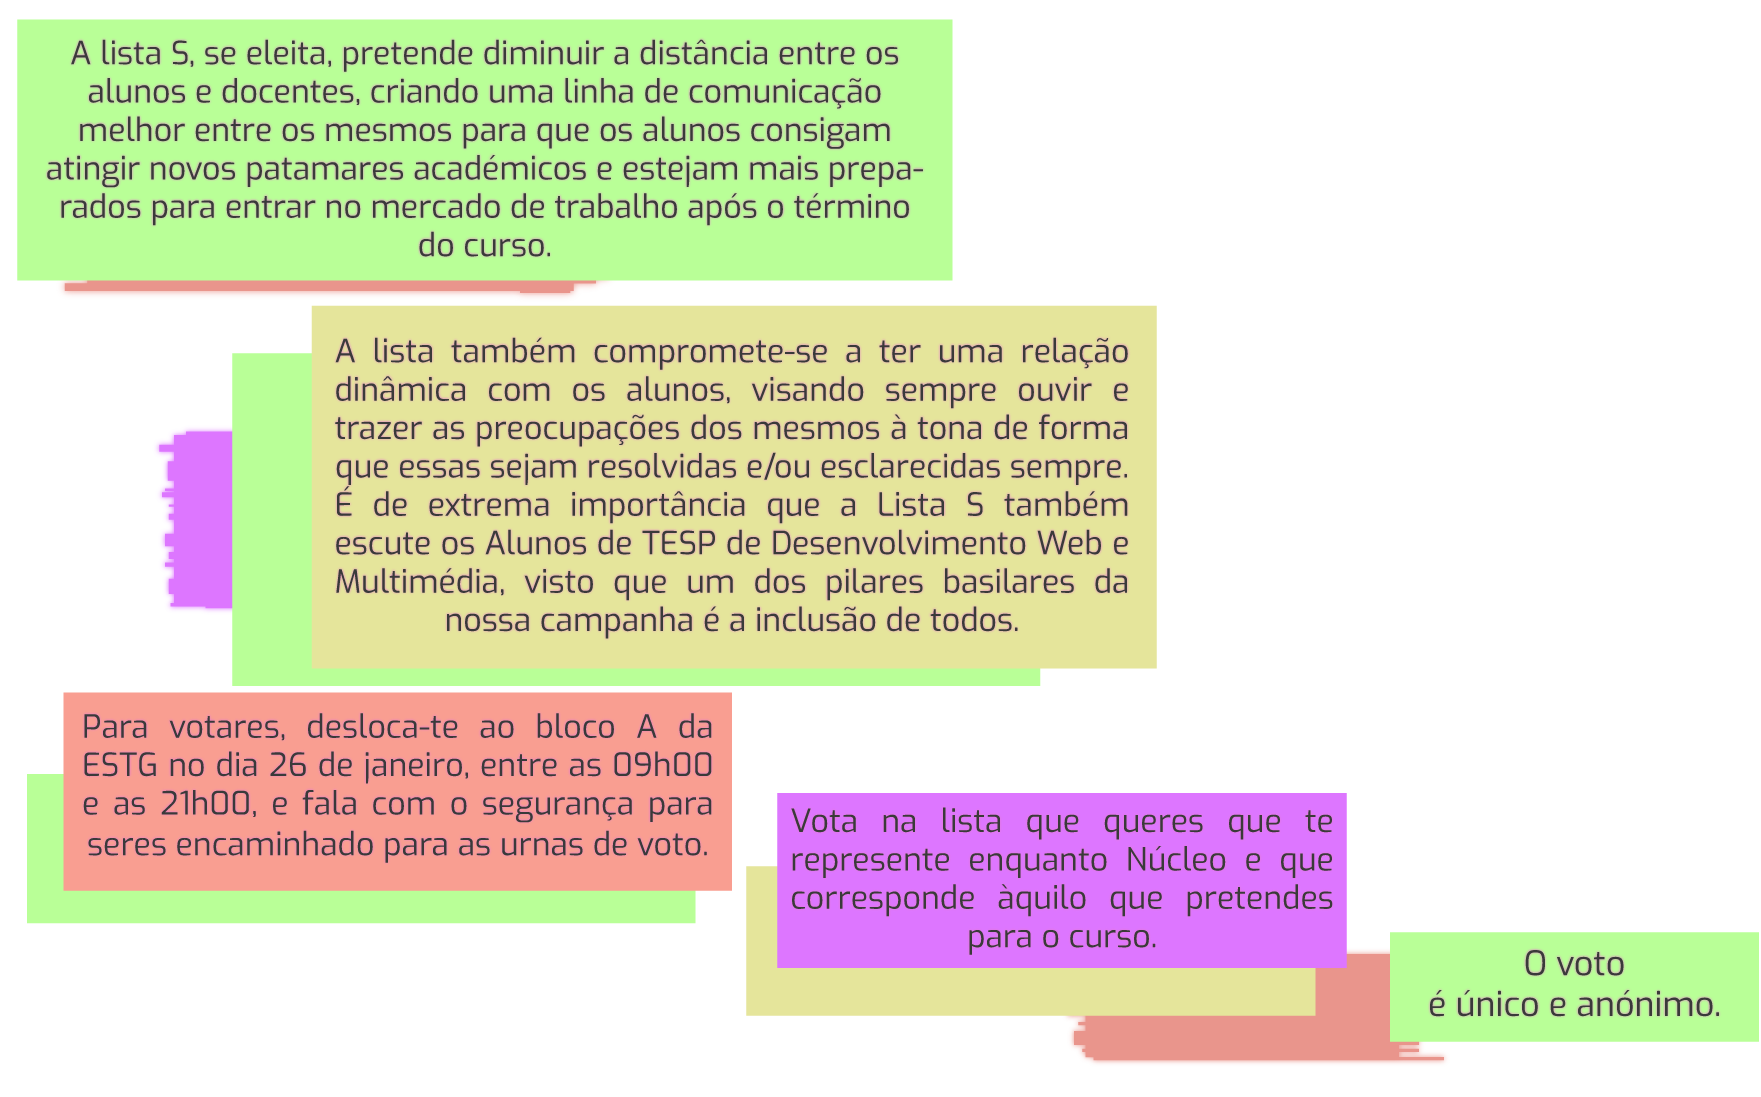 A lista S, se eleita, pretende diminuir a distância entre os
alunos e docentes, criando uma linha de comunicação
melhor entre os mesmos para que os alunos consigam
atingir novos patamares académicos e estejam mais prepa-
rados para entrar no mercado de trabalho após o término
do curso.
A lista também compromete-se a ter uma relação
dinâmica com os alunos, visando sempre ouvir e
trazer as preocupações dos mesmos à tona de forma
que essas sejam resolvidas e/ou esclarecidas sempre.
É de extrema importância que a Lista S também
escute os Alunos de TESP de Desenvolvimento Web e
Multimédia, visto que um dos pilares basilares da
nossa campanha é a inclusão de todos.
Para votares, desloca-te ao bloco A da
ESTG no dia 26 de janeiro, entre as 09h00
e as 21h00, e fala com o segurança para
seres encaminhado para as urnas de voto.
Vota na lista que queres que te
represente enquanto Núcleo e que
corresponde àquilo que pretendes
para o curso.
O voto
é único e anónimo.